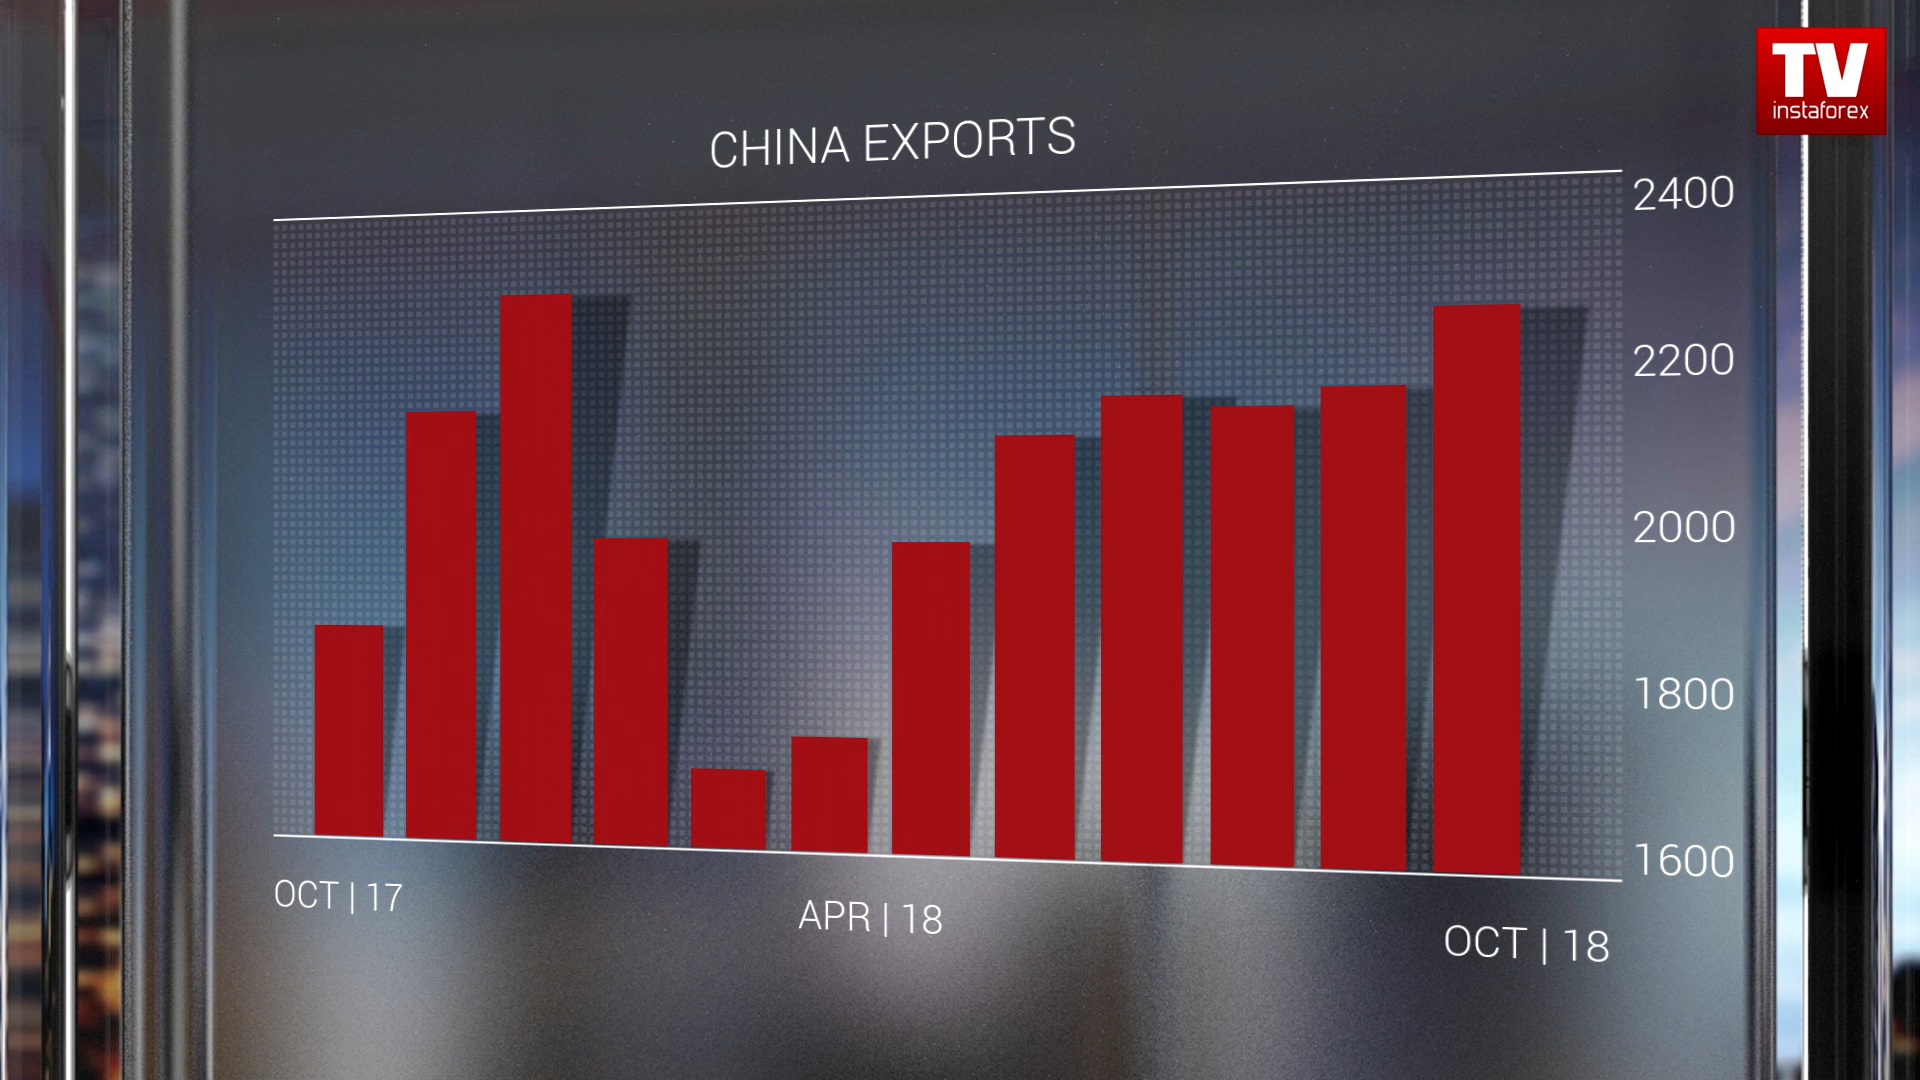 TV
instaforex
CHINA EXPORTS
2400
2200
2000
1800
1600
OCT | 17
APR | 18
OCT | 18